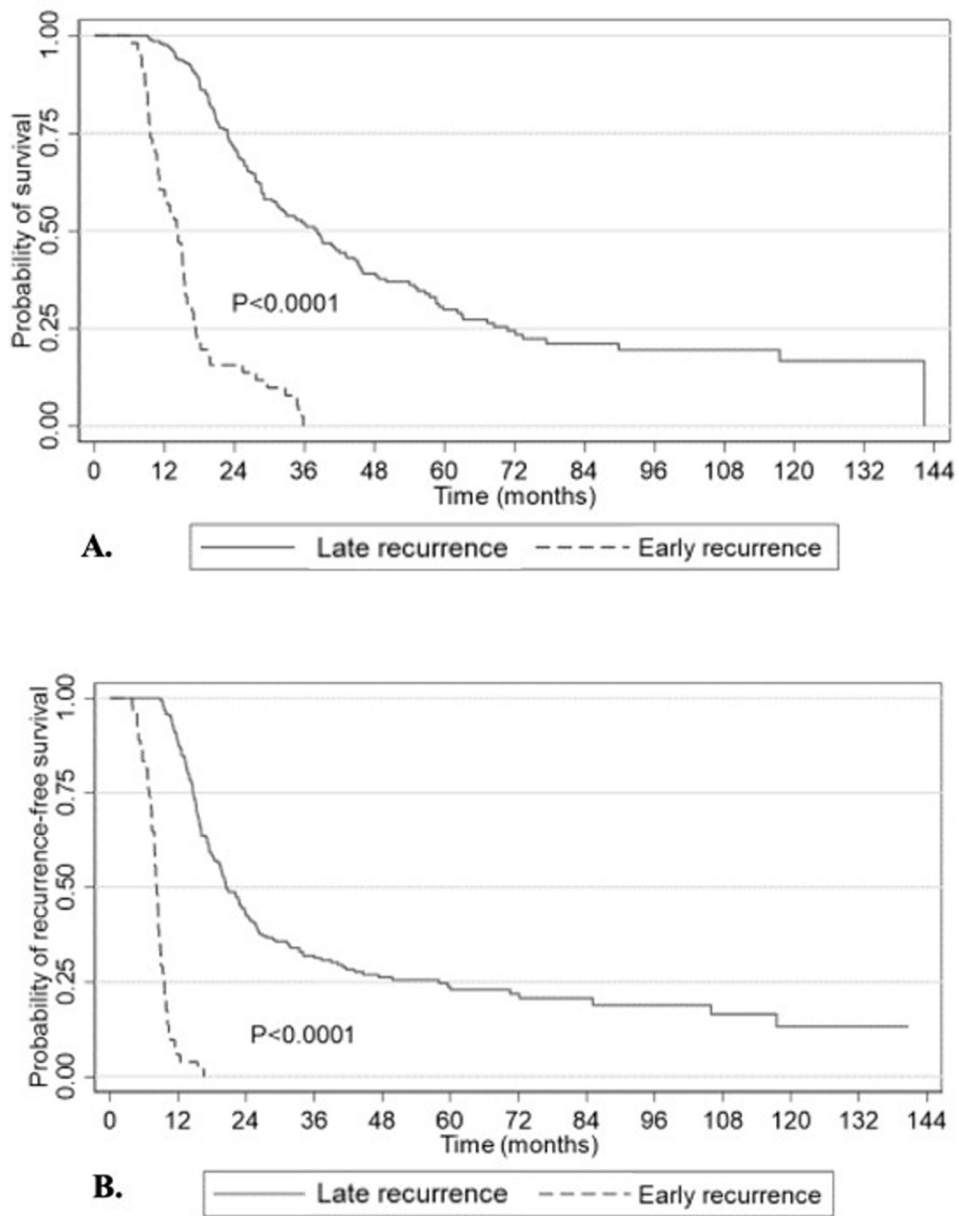 Probability of survival
1.00
0.75
0.50
0.25
0.00
P<0.0001
0 12 24 36 48 60 72 84 96 108 120 132 144
Time (months)
A.
Late recurrence Early recurrence
Probability of recurrence-free survival
1.00
0.75
0.50
0.25
0.00
P<0.0001
0 12 24 36 48 60 72 84 96 108 120 132 144
Time (months)
B.
Late recurrence Early recurrence